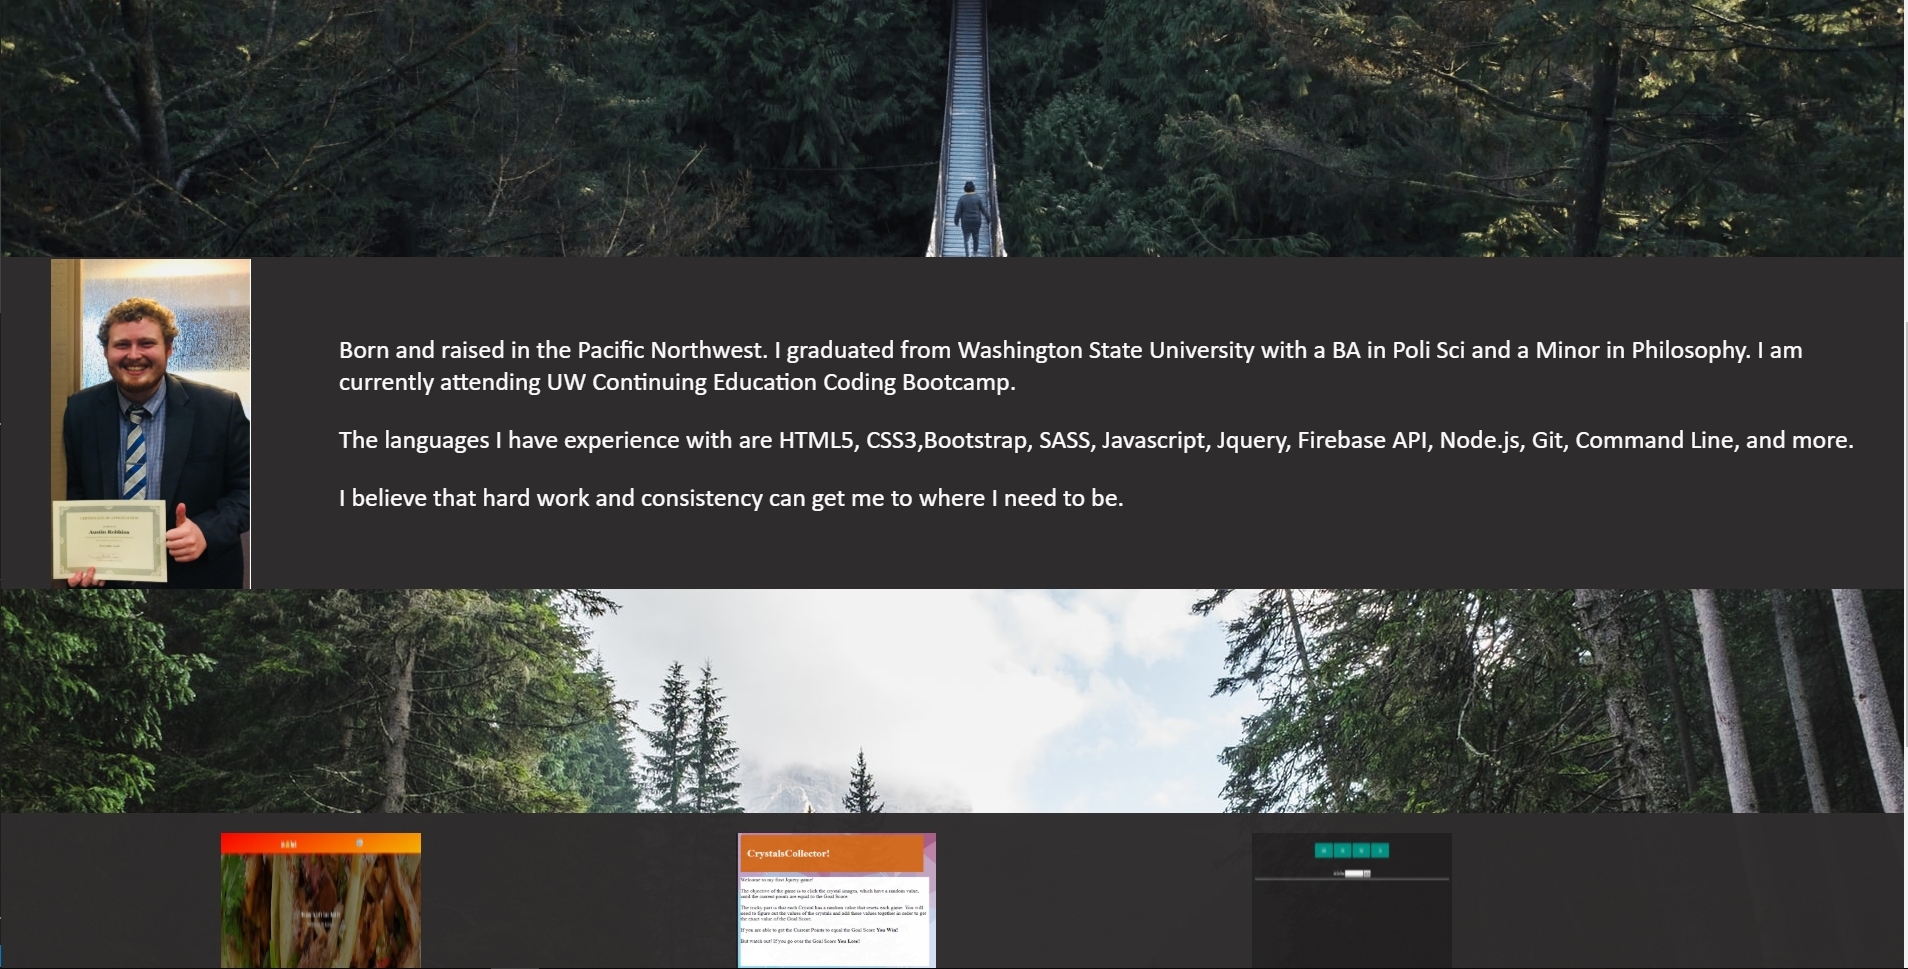 Born and raised in the Pacific Northwest. I graduated from Washington State University with a BA in Poli Sci and a Minor in Philosophy. I am
currently attending UW Continuing Education Coding Bootcamp.
The languages I have experience with are HTML5, CSS3,Bootstrap, SASS, Javascript, Jquery, Firebase API, Node.js, Git, Command Line, and more.
I believe that hard work and consistency can get me to where I need to be.
Austin Robbins
CrystalsCollector!
Welcome to my first Jquery game!
The objective of the game is to click the crystal images, which have a random value,
until the current points are equal to the Goal Score.
The tricky part is that each Crystal has a random value that resets each game. You will
need to figure out the values of the crystals and add those values together in order to get
the exact value of the Goal Score.
If you are able to get the Current Points to equal the Goal Score You Win!
But watch out! If you go over the Goal Score You Lose!